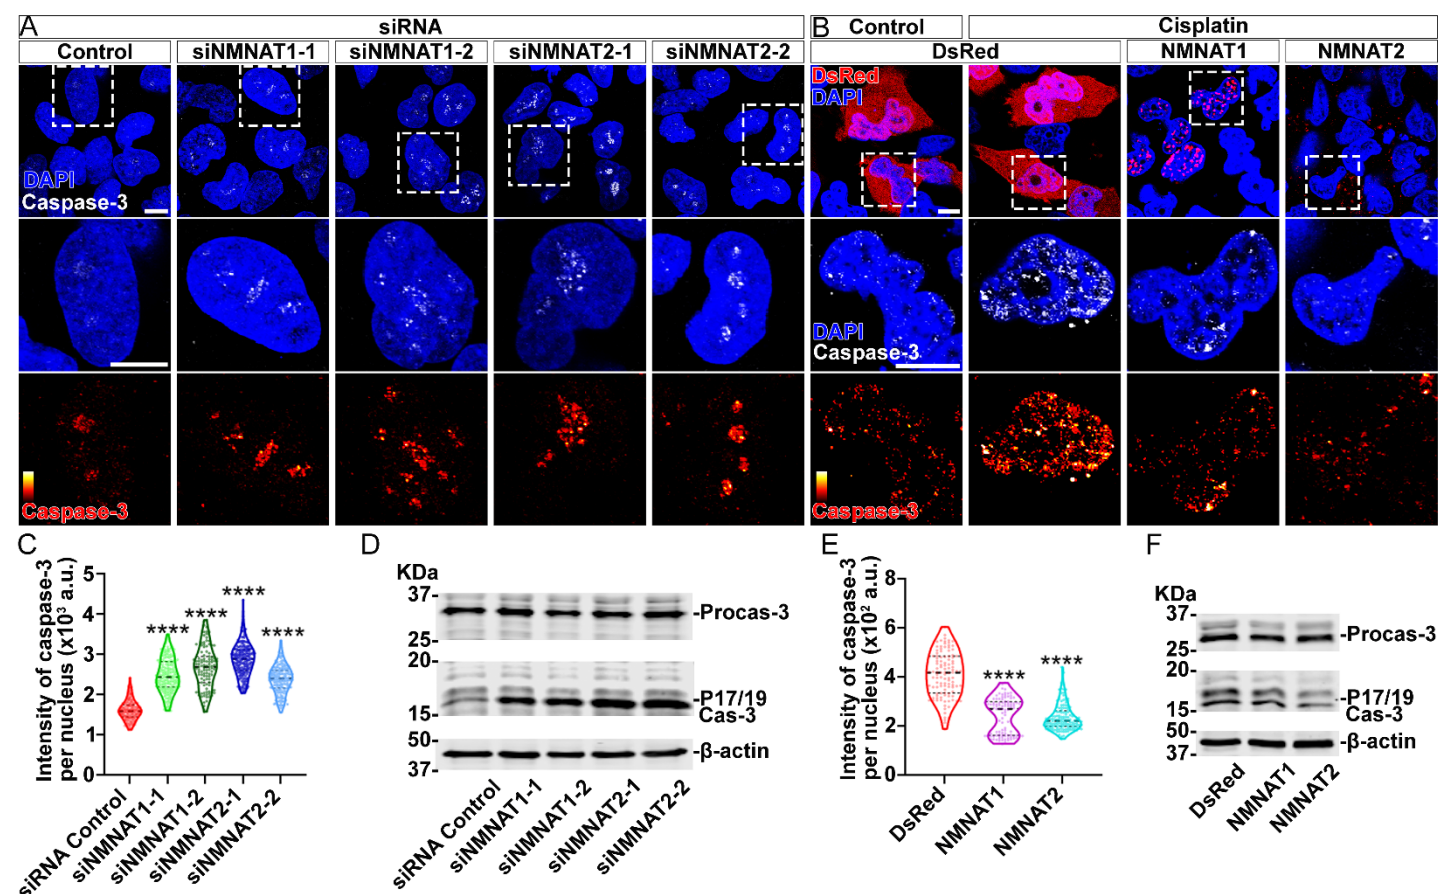 A
siRNA
Control
siNMNAT1-1
siNMNAT1-2
siNMNAT2-1
siNMNAT2-2
DAPI
Caspase-3
Caspase-3
B
Control
Cisplatin
DsRed
NMNAT1
NMNAT2
DsRed
DAPI
DAPI
Caspase-3
Caspase-3
C
Intensity of caspase-3
per nucleus (x10³ a.u.)
5
4
3
2
1
0
****
****
****
****
siRNA Control
siNMNAT1-1
siNMNAT1-2
siNMNAT2-1
siNMNAT2-2
D
KDa
37-
25-
20-
15-
50-
37-
-Procas-3
-P17/19
Cas-3
-β-actin
siRNA Control
siNMNAT1-1
siNMNAT1-2
siNMNAT2-1
siNMNAT2-2
E
Intensity of caspase-3
per nucleus (x10² a.u.)
8
6
4
2
0
****
****
DsRed
NMNAT1
NMNAT2
F
KDa
37-
25-
20-
15-
50-
37-
-Procas-3
-P17/19
Cas-3
-β-actin
DsRed
NMNAT1
NMNAT2